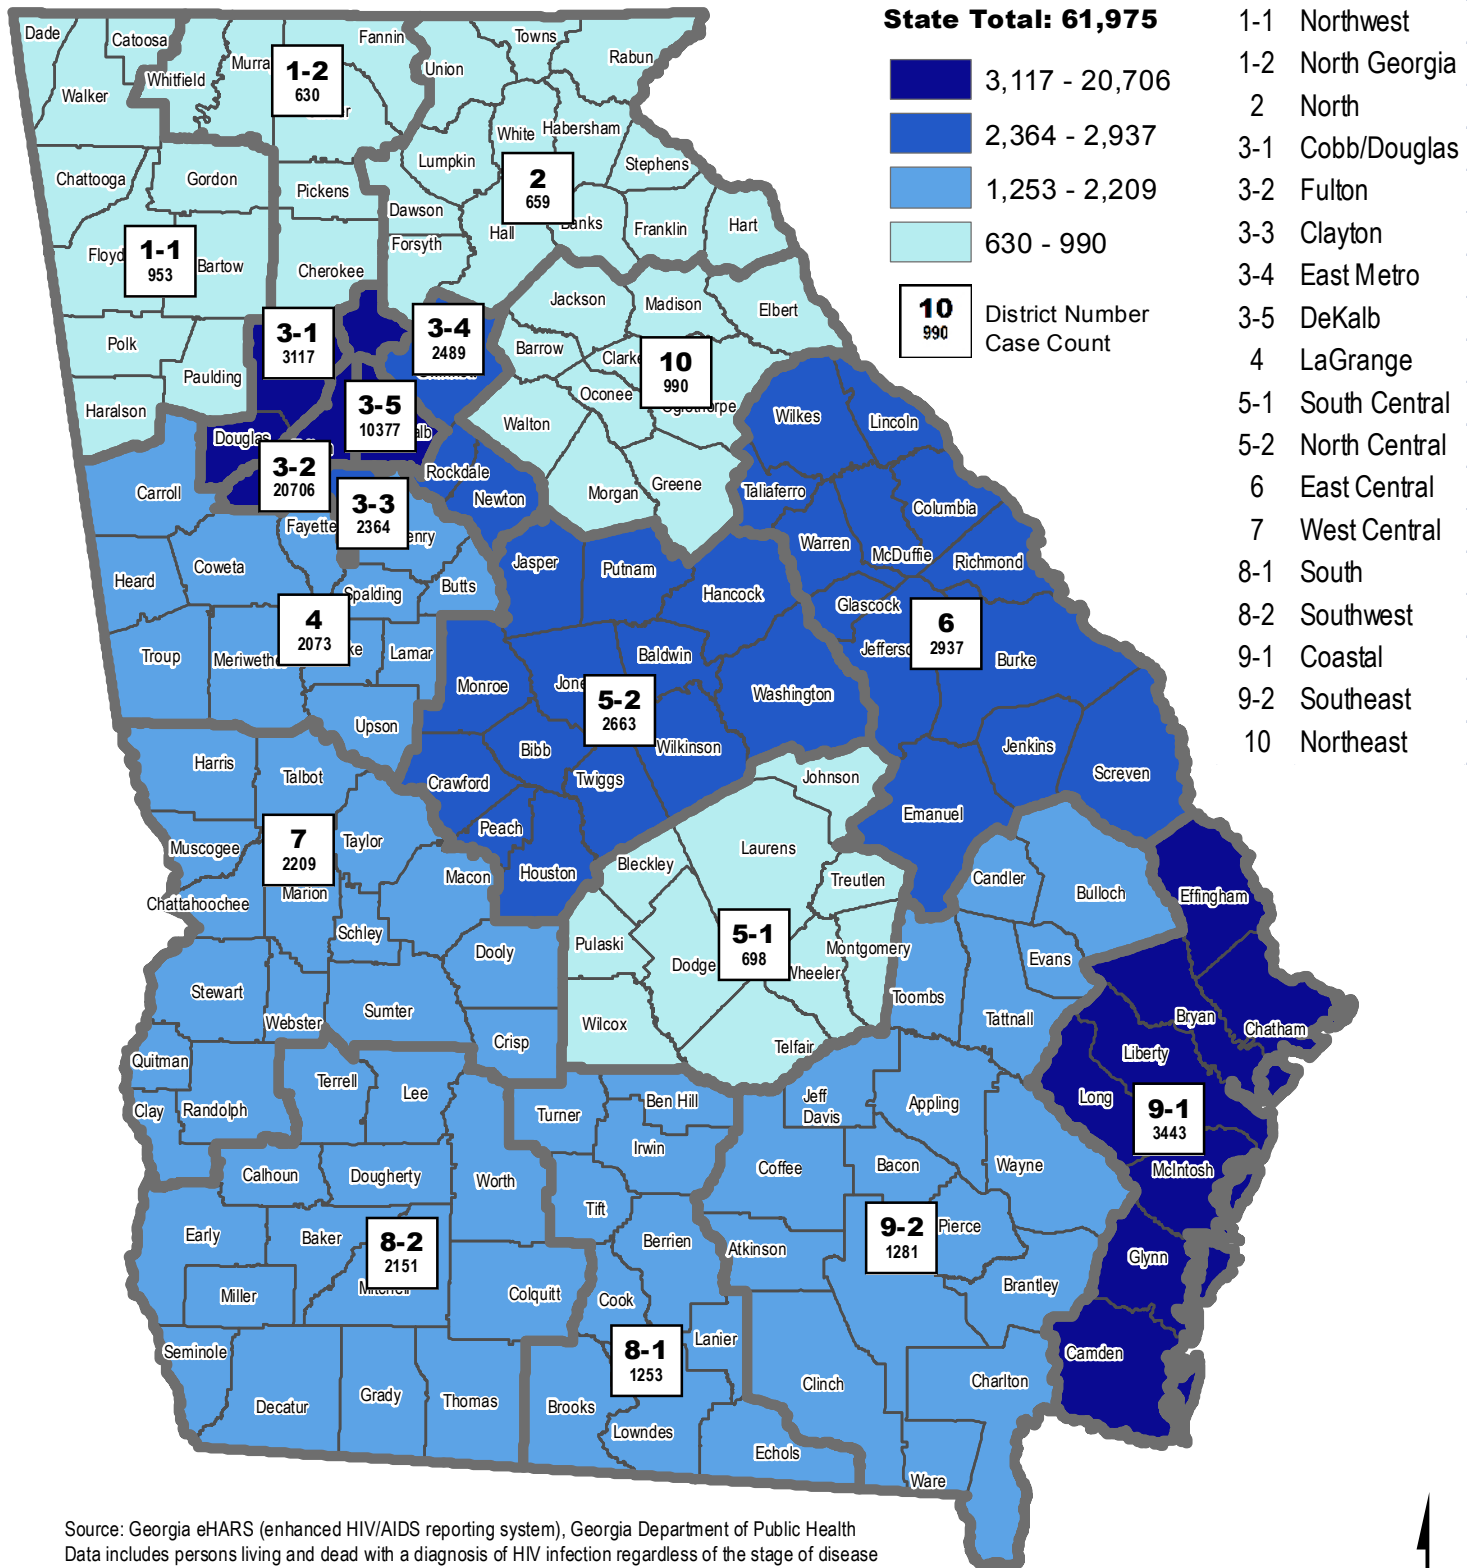 State Total: 61,975
3,117 - 20,706
2,364 - 2,937
1,253 - 2,209
630 - 990
10
990
District Number
Case Count
1-1 Northwest
1-2 North Georgia
2 North
3-1 Cobb/Douglas
3-2 Fulton
3-3 Clayton
3-4 East Metro
3-5 DeKalb
4 LaGrange
5-1 South Central
5-2 North Central
6 East Central
7 West Central
8-1 South
8-2 Southwest
9-1 Coastal
9-2 Southeast
10 Northeast
Dade
Catoosa
Fannin
Towns
Rabun
Union
Murra
Whitfield
Walker
1-2
630
White
Habersham
Lumpkin
Stephens
Chattooga
Gordon
Pickens
2
659
Dawson
Hall
Franklin
Hart
Forsyth
Floyd
1-1
953
Bartow
Cherokee
Jackson
Madison
Elbert
3-1
3117
3-4
2489
Polk
Barrow
Clarke
10
990
Paulding
Oconee
Haralson
3-5
10377
alb
Walton
Wilkes
Lincoln
Douglas
3-2
20706
Rockdale
Carroll
Newton
Morgan
Greene
Taliaferro
Columbia
3-3
2364
Fayette
enry
Warren
McDuffie
Richmond
Jasper
Putnam
Hancock
Heard
Coweta
Spalding
Butts
Glascock
6
2937
4
2073
ke
Lamar
Jefferso
Burke
Troup
Meriwethe
Baldwin
Monroe
Jone
5-2
2663
Washington
Upson
Bibb
Wilkinson
Jenkins
Harris
Talbot
Crawford
Twiggs
Johnson
Screven
Emanuel
Peach
7
2209
Taylor
Muscogee
Laurens
Bleckley
Houston
Macon
Treutlen
Candler
Bulloch
Marion
Chattahoochee
Effingham
Schley
5-1
698
Pulaski
Montgomery
Dooly
Dodge
Wheeler
Evans
Stewart
Toombs
Sumter
Webster
Wilcox
Tattnall
Bryan
Chatham
Crisp
Telfair
Liberty
Quitman
Terrell
Lee
Clay
Randolph
Turner
Ben Hill
Jeff
Davis
Appling
Long
9-1
3443
Irwin
Calhoun
Dougherty
Worth
Coffee
Bacon
Wayne
McIntosh
Tift
Early
Baker
8-2
2151
Berrien
Atkinson
9-2
1281
Pierce
Glynn
Miller
Mitchell
Colquitt
Cook
Brantley
Lanier
Seminole
8-1
1253
Camden
Decatur
Grady
Thomas
Brooks
Clinch
Charlton
Lowndes
Echols
Ware
Source: Georgia eHARS (enhanced HIV/AIDS reporting system), Georgia Department of Public Health
Data includes persons living and dead with a diagnosis of HIV infection regardless of the stage of disease